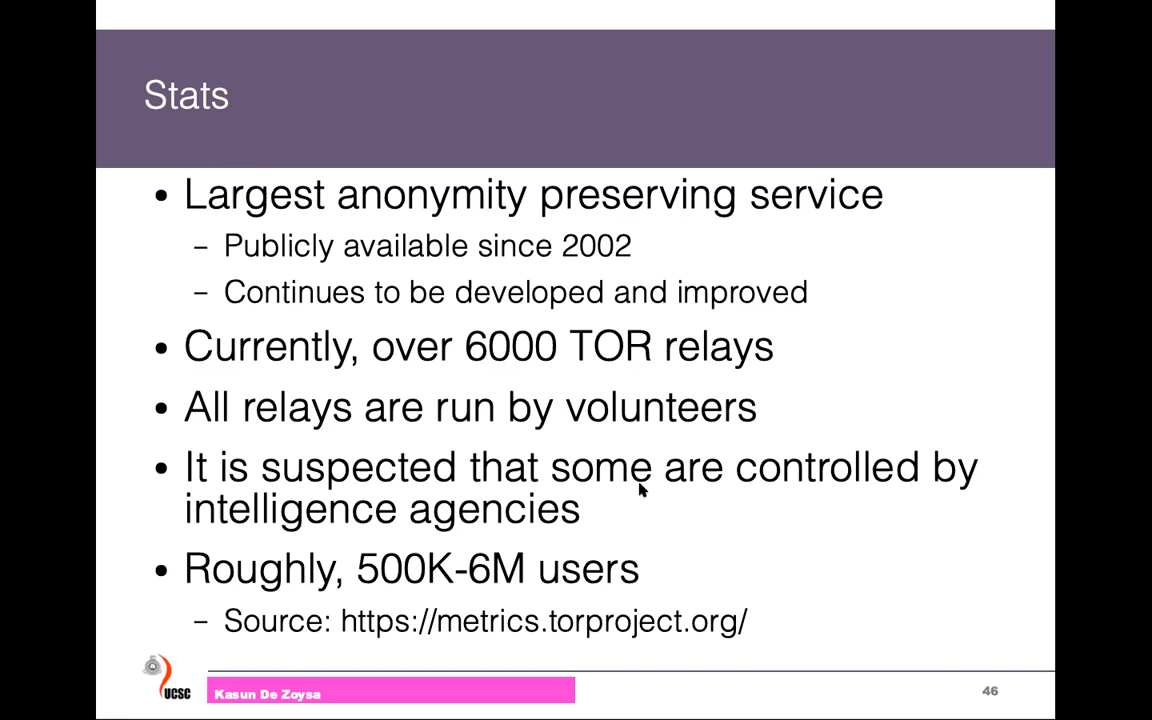 Stats
• Largest anonymity preserving service
– Publicly available since 2002
– Continues to be developed and improved
• Currently, over 6000 TOR relays
• All relays are run by volunteers
• It is suspected that some are controlled by
intelligence agencies
• Roughly, 500K-6M users
– Source: https://metrics.torproject.org/
UCSC
Kasun De Zoysa
46